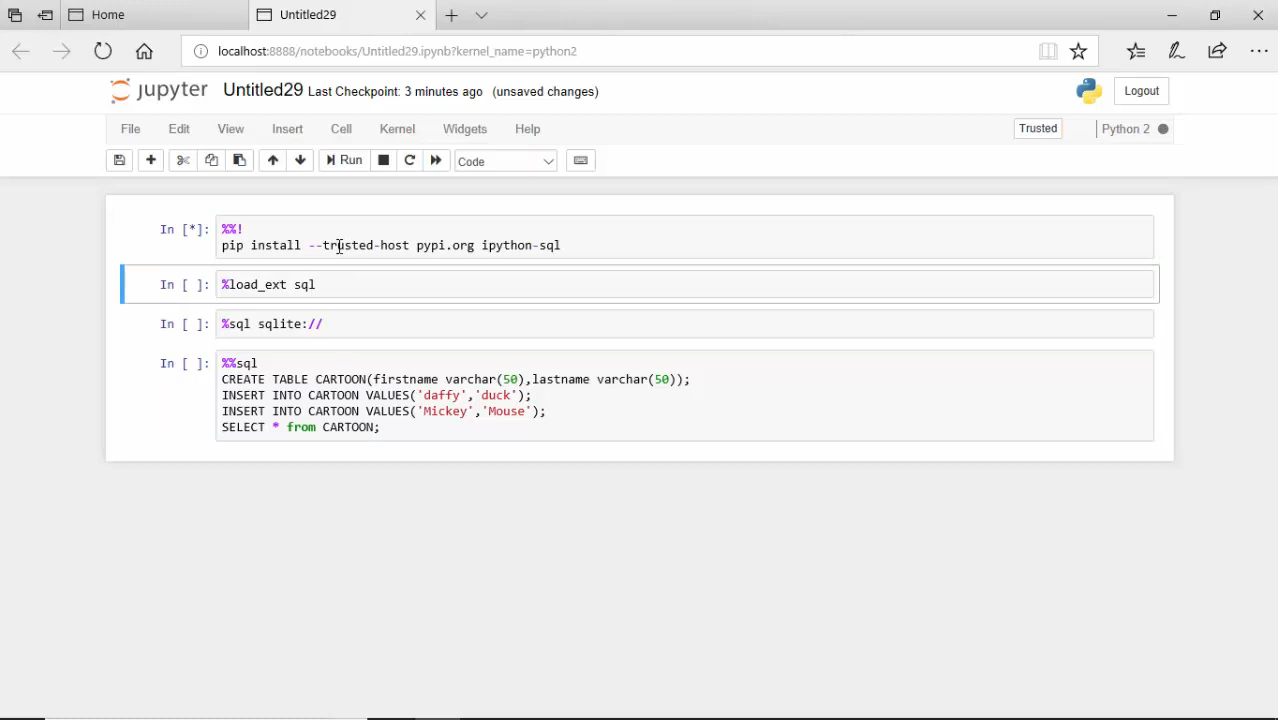 Home
Untitled29
localhost:8888/notebooks/Untitled29.ipynb?kernel_name=python2
jupyter Untitled29 Last Checkpoint: 3 minutes ago (unsaved changes)
Logout
File Edit View Insert Cell Kernel Widgets Help
Trusted
Python 2
Run
Code
In [*]: %%!
pip install --trusted-host pypi.org ipython-sql
In [ ]: %load_ext sql
In [ ]: %sql sqlite://
In [ ]: %%sql
CREATE TABLE CARTOON(firstname varchar(50),lastname varchar(50));
INSERT INTO CARTOON VALUES('daffy','duck');
INSERT INTO CARTOON VALUES('Mickey','Mouse');
SELECT * from CARTOON;